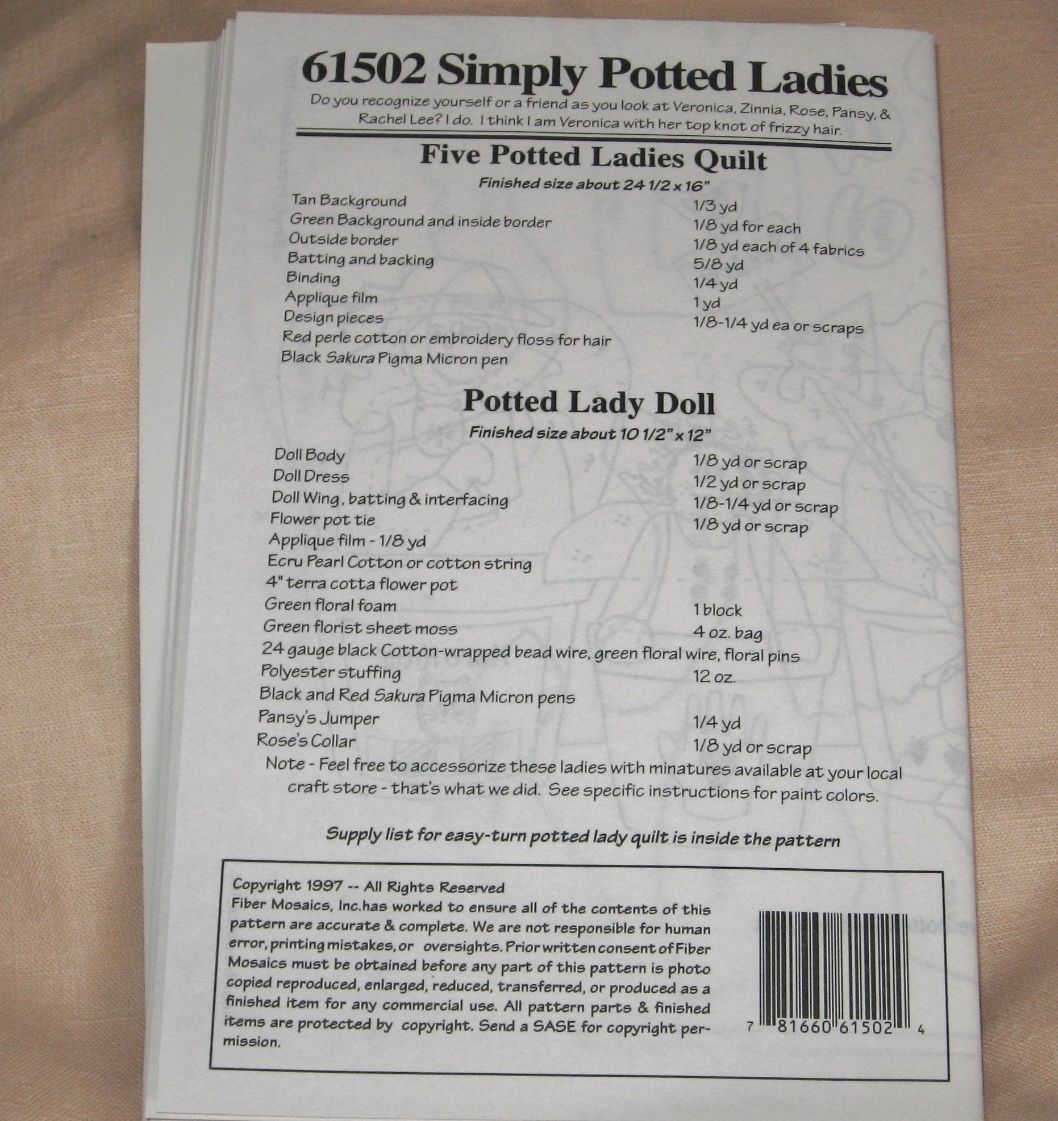 61502 Simply Potted Ladies
Do you recognize yourself or a friend as you look at Veronica, Zinnia, Rose, Pansy, &
Rachel Lee? I do. I think I am Veronica with her top knot of frizzy hair.
Five Potted Ladies Quilt
Finished size about 24 1/2 x 16"
Tan Background 1/3 yd
Green Background and inside border 1/8 yd for each
Outside border 1/8 yd each of 4 fabrics
Batting and backing 5/8 yd
Binding 1/4 yd
Applique film 1 yd
Design pieces 1/8-1/4 yd ea or scraps
Red perle cotton or embroidery floss for hair
Black Sakura Pigma Micron pen
Potted Lady Doll
Finished size about 10 1/2" x 12"
Doll Body 1/8 yd or scrap
Doll Dress 1/2 yd or scrap
Doll Wing, batting & interfacing 1/8-1/4 yd or scrap
Flower pot tie 1/8 yd or scrap
Applique film - 1/8 yd
Ecru Pearl Cotton or cotton string
4" terra cotta flower pot
Green floral foam 1 block
Green florist sheet moss 4 oz. bag
24 gauge black Cotton-wrapped bead wire, green floral wire, floral pins
Polyester stuffing 12 oz.
Black and Red Sakura Pigma Micron pens
Pansy's Jumper 1/4 yd
Rose's Collar 1/8 yd or scrap
Note - Feel free to accessorize these ladies with minatures available at your local
craft store - that's what we did. See specific instructions for paint colors.
Supply list for easy-turn potted lady quilt is inside the pattern
Copyright 1997 -- All Rights Reserved
Fiber Mosaics, Inc.has worked to ensure all of the contents of this
pattern are accurate & complete. We are not responsible for human
error, printing mistakes, or oversights. Prior written consent of Fiber
Mosaics must be obtained before any part of this pattern is photo
copied reproduced, enlarged, reduced, transferred, or produced as a
finished item for any commercial use. All pattern parts & finished
items are protected by copyright. Send a SASE for copyright per-
mission.
7 81660 61502 4